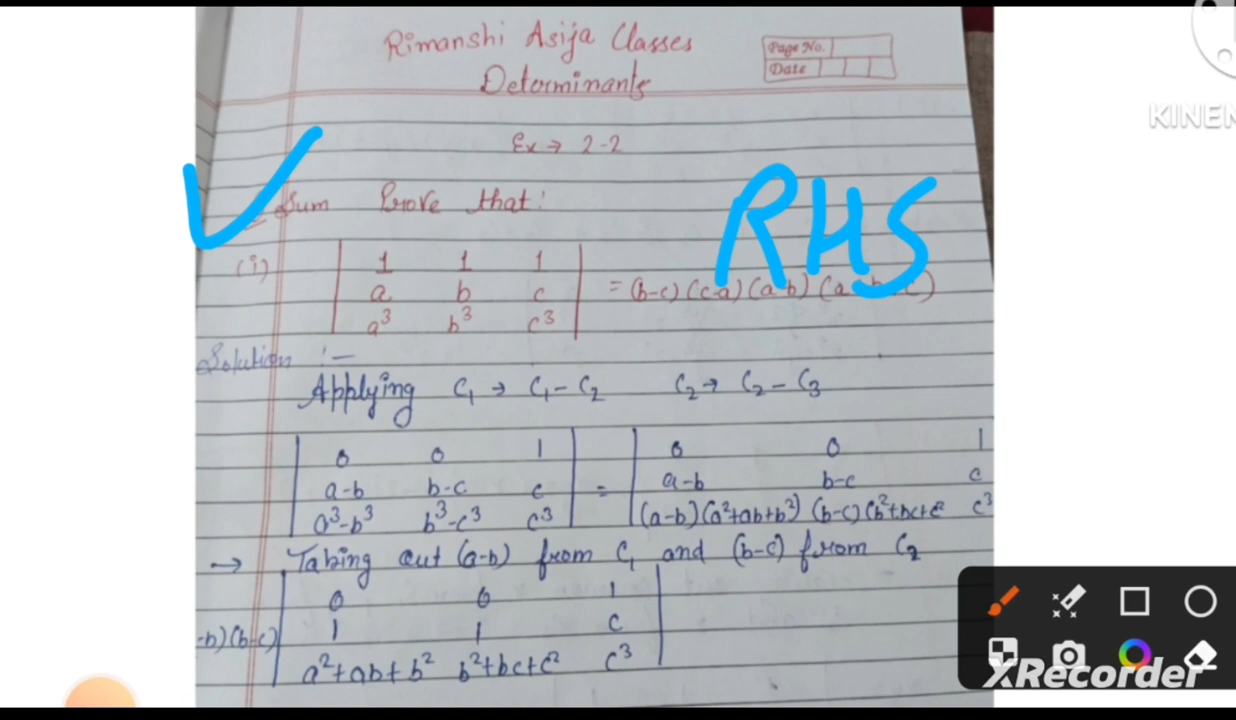 Rimanshi Asija Classes
Page No.
Date
Determinants
Ex → 2-2
RHS
Sum Prove that:
(i) | 1 1 1 |
| a b c | = (b-c) (c-a) (a-b) (a b c)
| a³ b³ c³ |
Solution :-
Applying C₁ → C₁ - C₂ C₂ → C₂ - C₃
| 0 0 1 | | 0 0 1
| a-b b-c c | = | a-b b-c c
| a³-b³ b³-c³ c³ | | (a-b) (a²+ab+b²) (b-c) (b²+bc+c² c³
→ Taking out (a-b) from C₁ and (b-c) from C₂
| 0 0 1 |
-b) (b-c) | 1 1 c |
| a²+ab+b² b²+bc+c² c³ |
KINEM
XRecorder